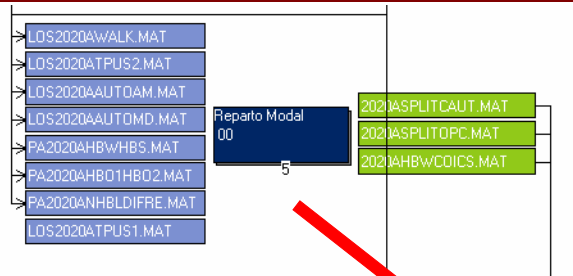 LOS2020AWALK.MAT
LOS2020ATPUS2.MAT
LOS2020AAUTOAM.MAT
LOS2020AAUTOMD.MAT
PA2020AHBWHBS.MAT
PA2020AHBO1HBO2.MAT
PA2020ANHBLDIFRE.MAT
LOS2020ATPUS1.MAT
Reparto Modal
00
5
2020ASPLITCAUT.MAT
2020ASPLITOPC.MAT
2020AHBWCOICS.MAT